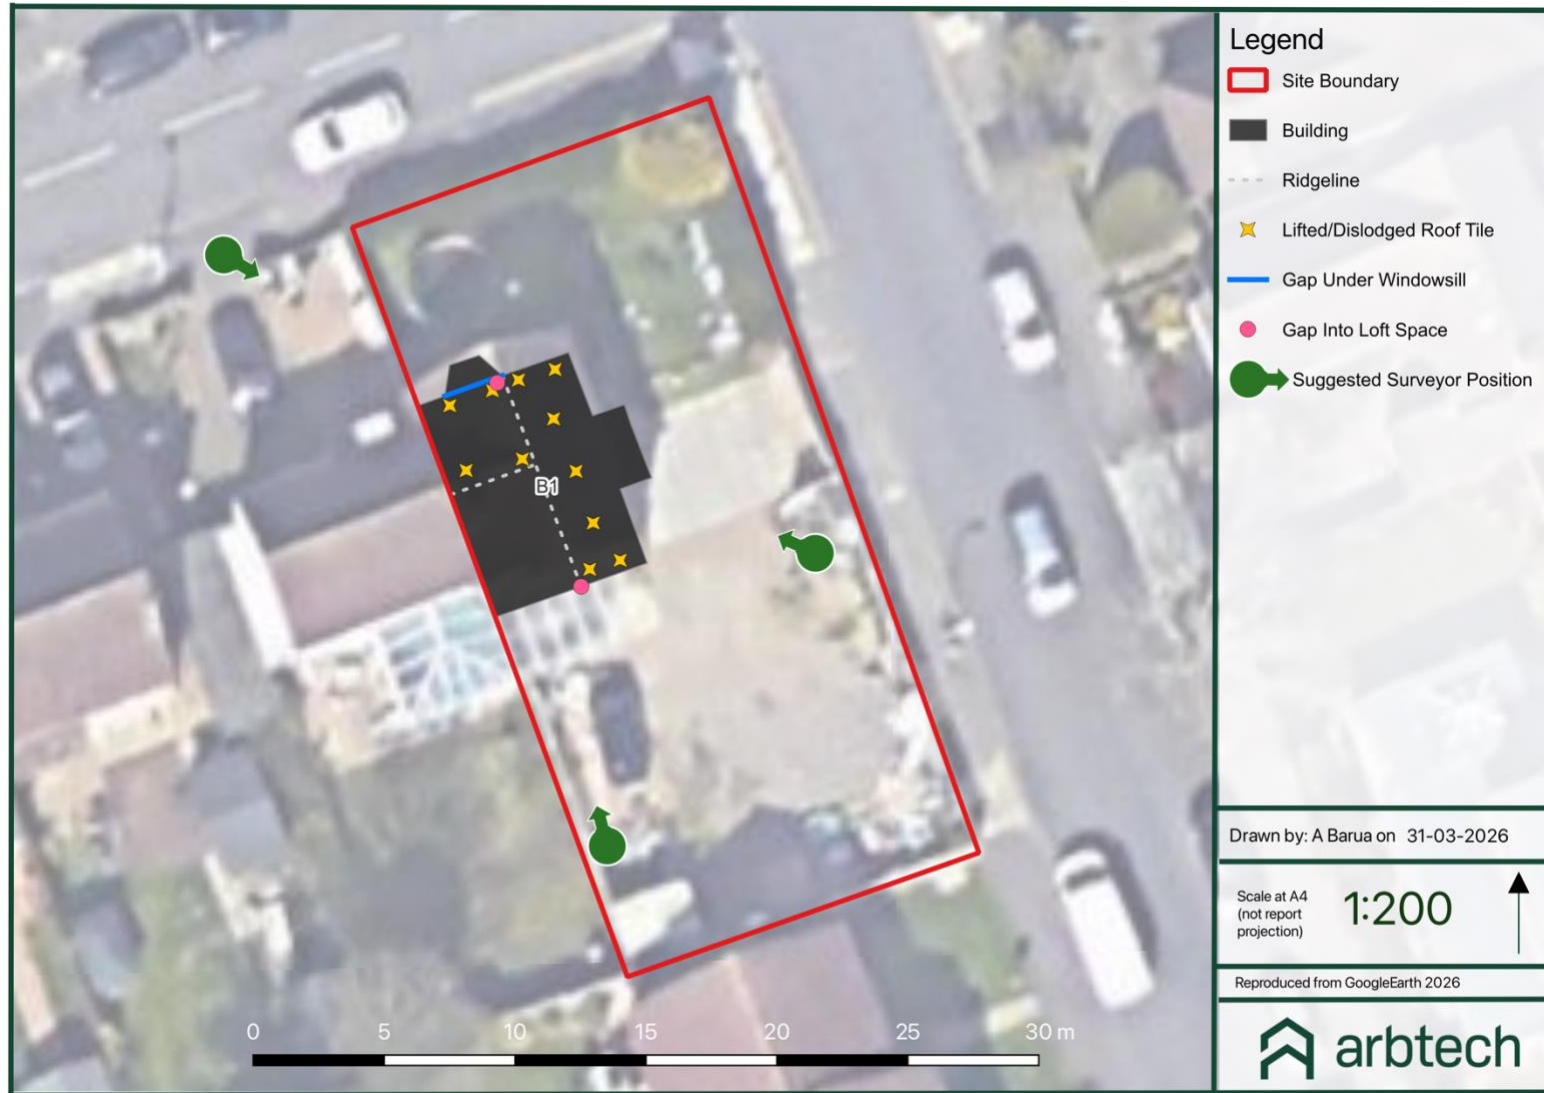 Legend
Site Boundary
Building
Ridgeline
Lifted/Dislodged Roof Tile
Gap Under Windowsill
Gap Into Loft Space
Suggested Surveyor Position
B1
0 5 10 15 20 25 30 m
Drawn by: A Barua on 31-03-2026
Scale at A4
(not report
projection)
1:200
Reproduced from GoogleEarth 2026
arbtech